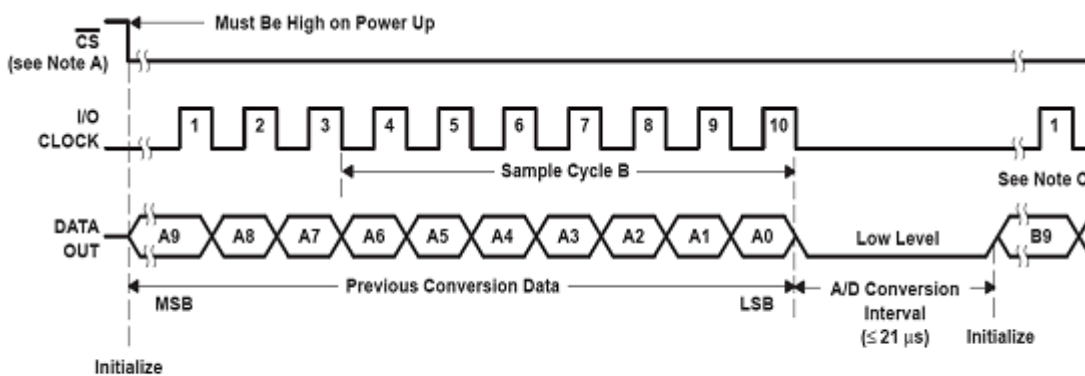 Must Be High on Power Up
CS
(see Note A)
I/O
CLOCK
1 2 3 4 5 6 7 8 9 10 1
Sample Cycle B
See Note C
DATA
OUT
A9 A8 A7 A6 A5 A4 A3 A2 A1 A0 Low Level B9
Previous Conversion Data
MSB LSB
A/D Conversion
Interval
(≤ 21 μs)
Initialize
Initialize